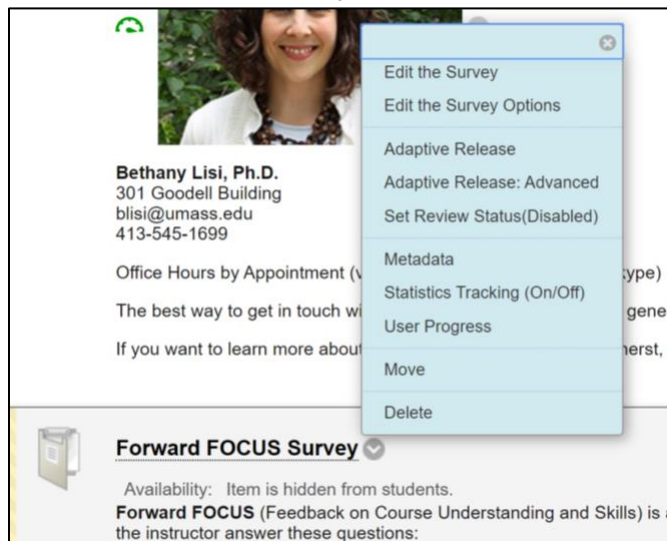 Edit the Survey
Edit the Survey Options
Adaptive Release
Adaptive Release: Advanced
Set Review Status(Disabled)
Metadata
Statistics Tracking (On/Off)
User Progress
Move
Delete
Bethany Lisi, Ph.D.
301 Goodell Building
blisi@umass.edu
413-545-1699
Office Hours by Appointment (v
ype)
The best way to get in touch wi
gene
If you want to learn more about
herst,
Forward FOCUS Survey
Availability: Item is hidden from students.
Forward FOCUS (Feedback on Course Understanding and Skills) is a
the instructor answer these questions: